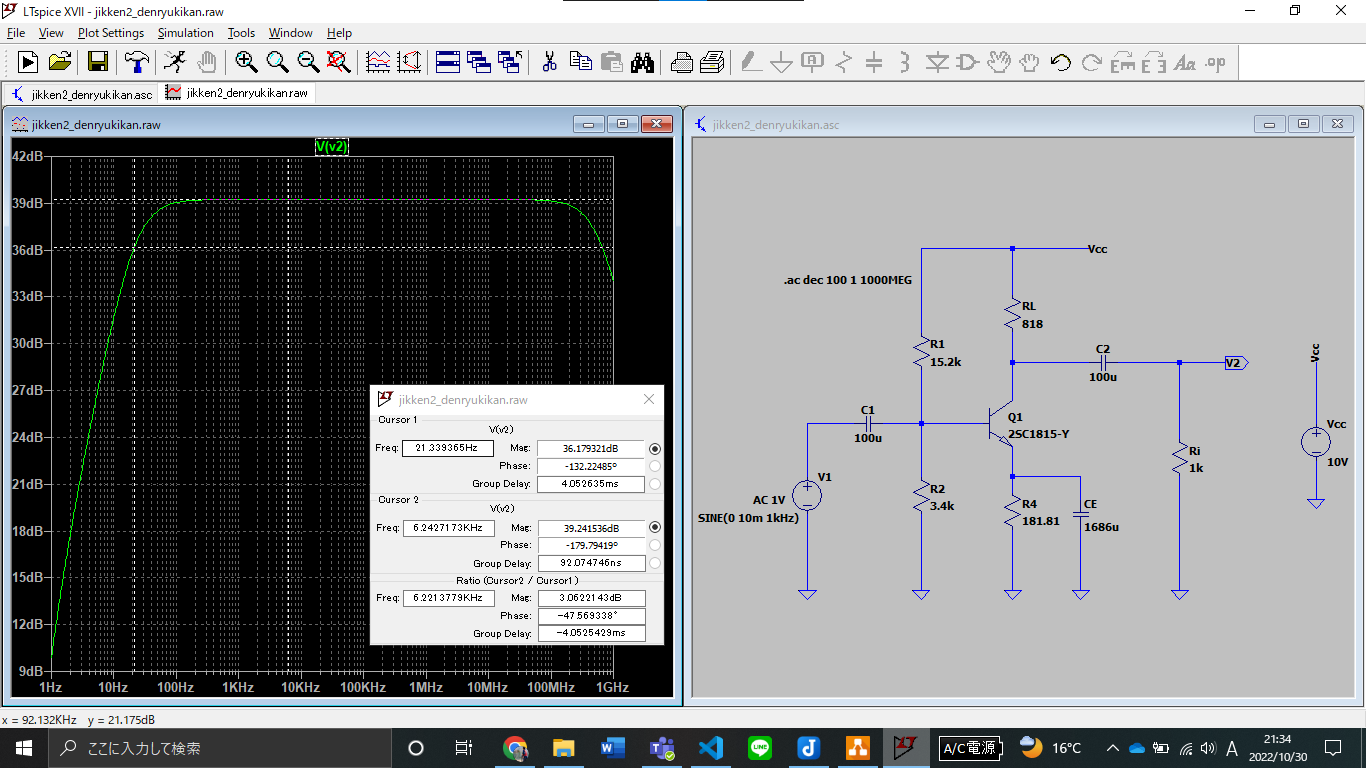 LTspice XVII - jikken2_denryukikan.raw
File View Plot Settings Simulation Tools Window Help
jikken2_denryukikan.asc jikken2_denryukikan.raw
jikken2_denryukikan.raw
V(v2)
42dB
39dB
36dB
33dB
30dB
27dB
24dB
21dB
18dB
15dB
12dB
9dB
1Hz 10Hz 100Hz 1KHz 10KHz 100KHz 1MHz 10MHz 100MHz 1GHz
jikken2_denryukikan.raw
Cursor 1
V(v2)
Freq: 21.339365Hz Mag: 36.179321dB
Phase: -132.22485°
Group Delay: 4.052635ms
Cursor 2
V(v2)
Freq: 6.2427173KHz Mag: 39.241536dB
Phase: -179.79419°
Group Delay: 92.074746ns
Ratio (Cursor2 / Cursor1)
Freq: 6.2213779KHz Mag: 3.0622143dB
Phase: -47.569338°
Group Delay: -4.0525429ms
jikken2_denryukikan.asc
Vcc
.ac dec 100 1 1000MEG
RL
818
R1
15.2k
C2
100u
V2
Vcc
C1
100u
Q1
2SC1815-Y
Vcc
10V
Ri
1k
V1
AC 1V
SINE(0 10m 1kHz)
R2
3.4k
R4
181.81
CE
1686u
x = 92.132KHz y = 21.175dB
ここに入力して検索
A/C電源
16°C
A
21:34
2022/10/30